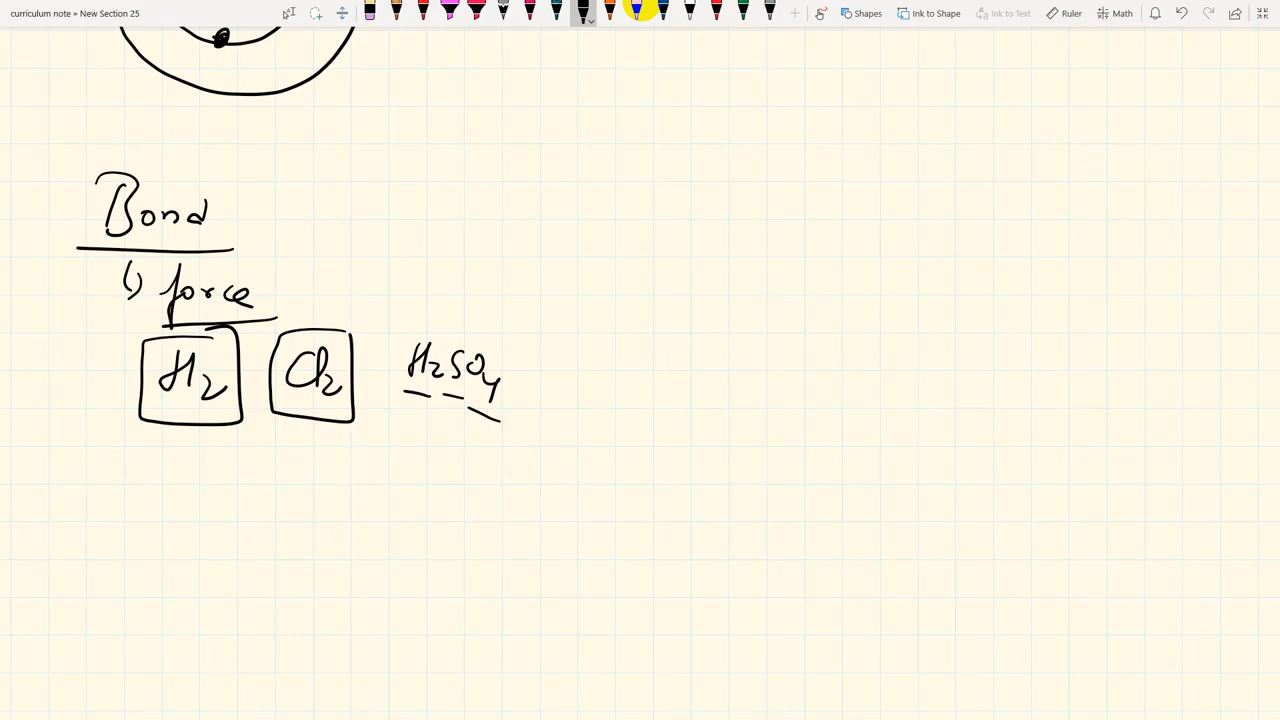 curriculum note » New Section 25
Shapes Ink to Shape Ink to Text Ruler Math
Bond
1) force
H₂ Cl₂ H₂SO₄